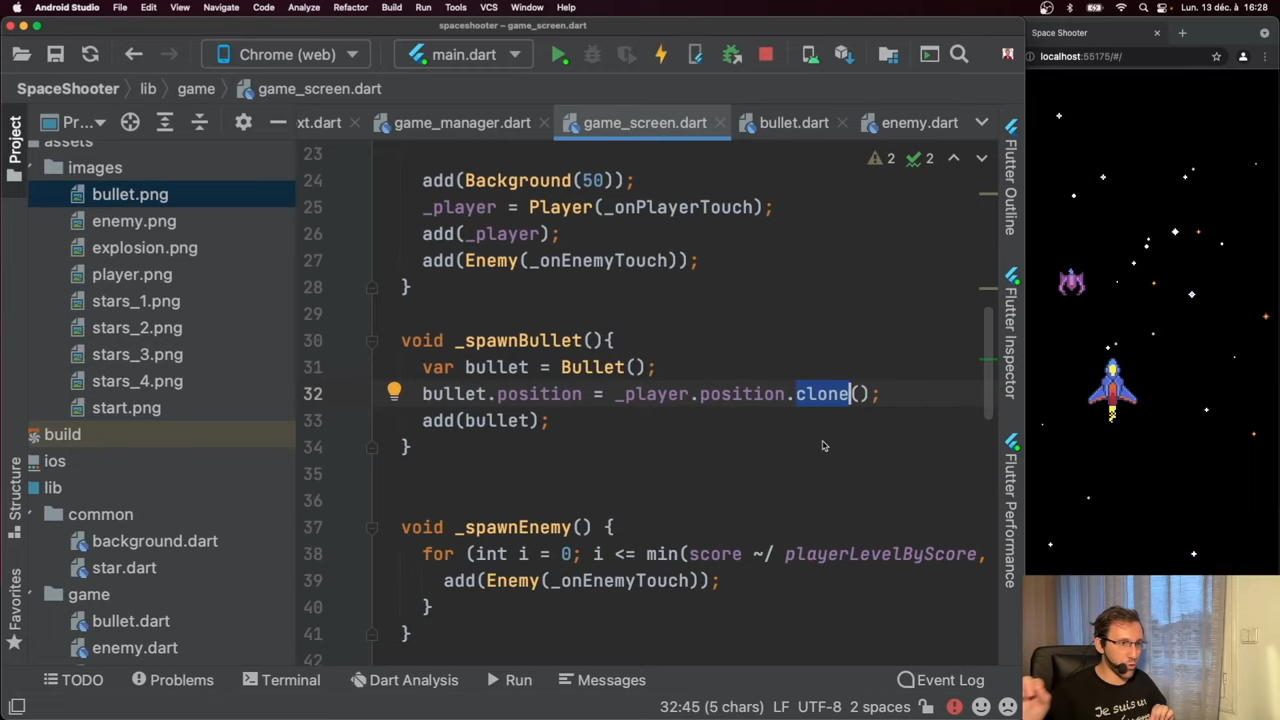 Android Studio File Edit View Navigate Code Analyze Refactor Build Run Tools VCS Window Help Lun. 13 déc. à 16:28
spaceshooter – game_screen.dart
Space Shooter
Chrome (web) main.dart
localhost:55175/#/
SpaceShooter lib game game_screen.dart
Project
Pr... xt.dart game_manager.dart game_screen.dart bullet.dart enemy.dart
assets
images
bullet.png
enemy.png
explosion.png
player.png
stars_1.png
stars_2.png
stars_3.png
stars_4.png
start.png
build
ios
lib
common
background.dart
star.dart
game
bullet.dart
enemy.dart
Structure
Favorites
2 2
23
24 add(Background(50));
25 _player = Player(_onPlayerTouch);
26 add(_player);
27 add(Enemy(_onEnemyTouch));
28 }
29
30 void _spawnBullet(){
31 var bullet = Bullet();
32 bullet.position = _player.position.clone();
33 add(bullet);
34 }
35
36
37 void _spawnEnemy() {
38 for (int i = 0; i <= min(score ~/ playerLevelByScore,
39 add(Enemy(_onEnemyTouch));
40 }
41 }
42
Flutter Outline
Flutter Inspector
Flutter Performance
Je suis u
TODO Problems Terminal Dart Analysis Run Messages Event Log
32:45 (5 chars) LF UTF-8 2 spaces